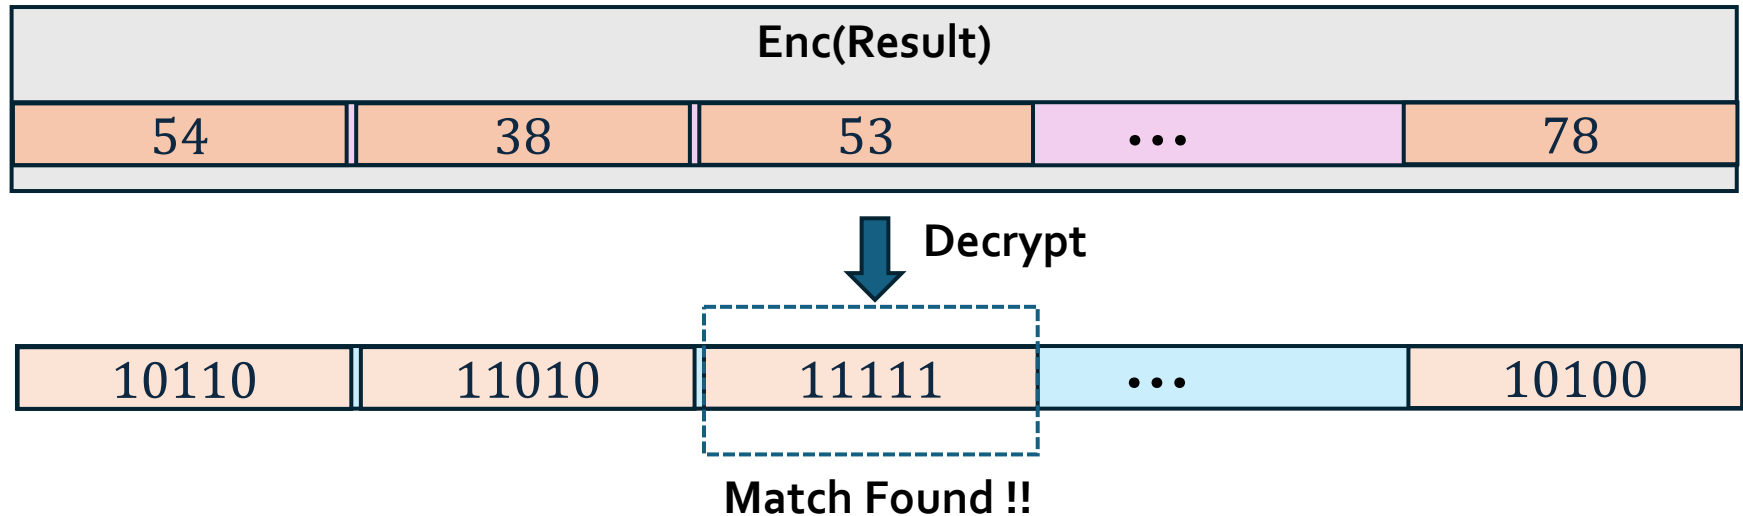 Enc(Result)
54 38 53 ... 78
Decrypt
10110 11010 11111 ... 10100
Match Found !!